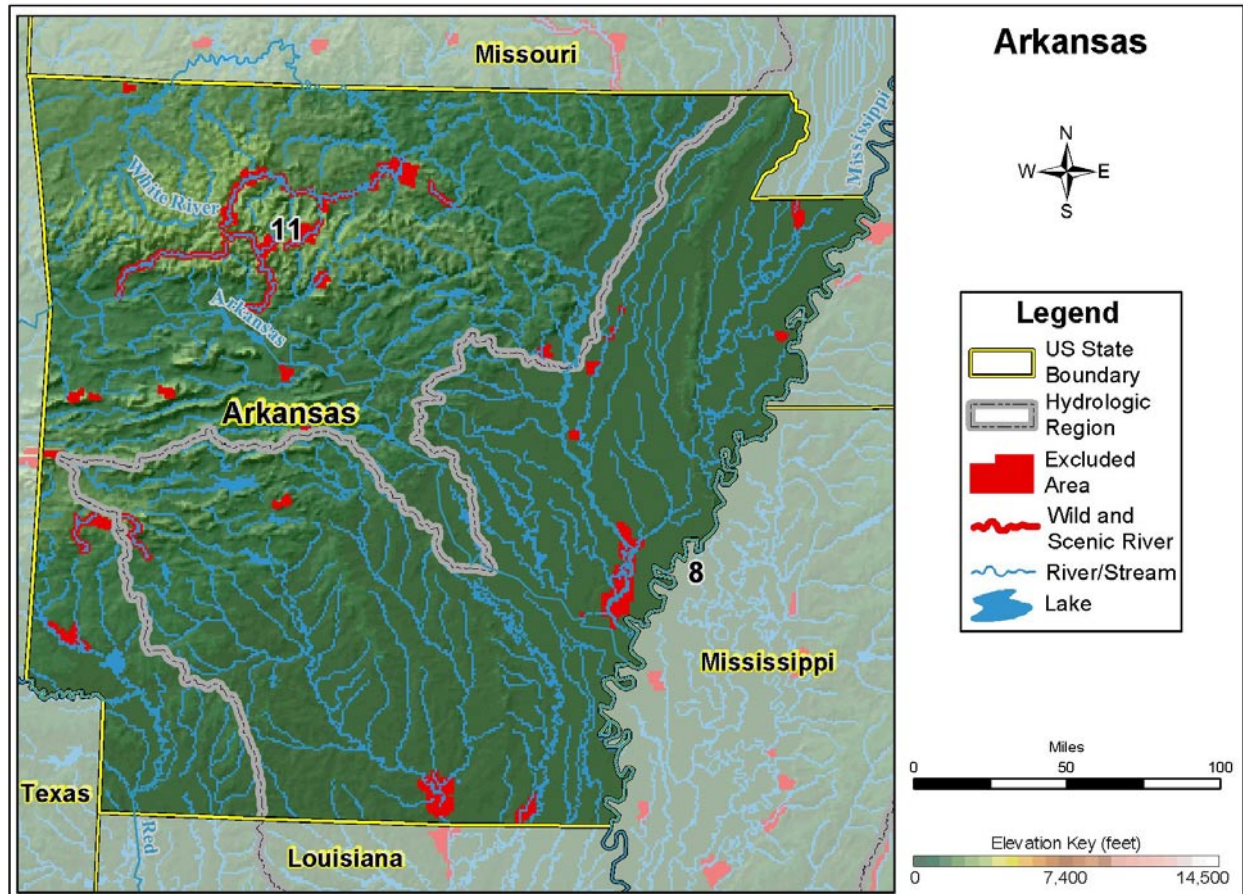 Arkansas
Missouri
Mississippi
White River
11
Arkansas
Arkansas
8
Mississippi
Texas
Red
Louisiana
N
W
E
S
Legend
US State
Boundary
Hydrologic
Region
Excluded
Area
Wild and
Scenic River
River/Stream
Lake
Miles
0 50 100
Elevation Key (feet)
0 7,400 14,500